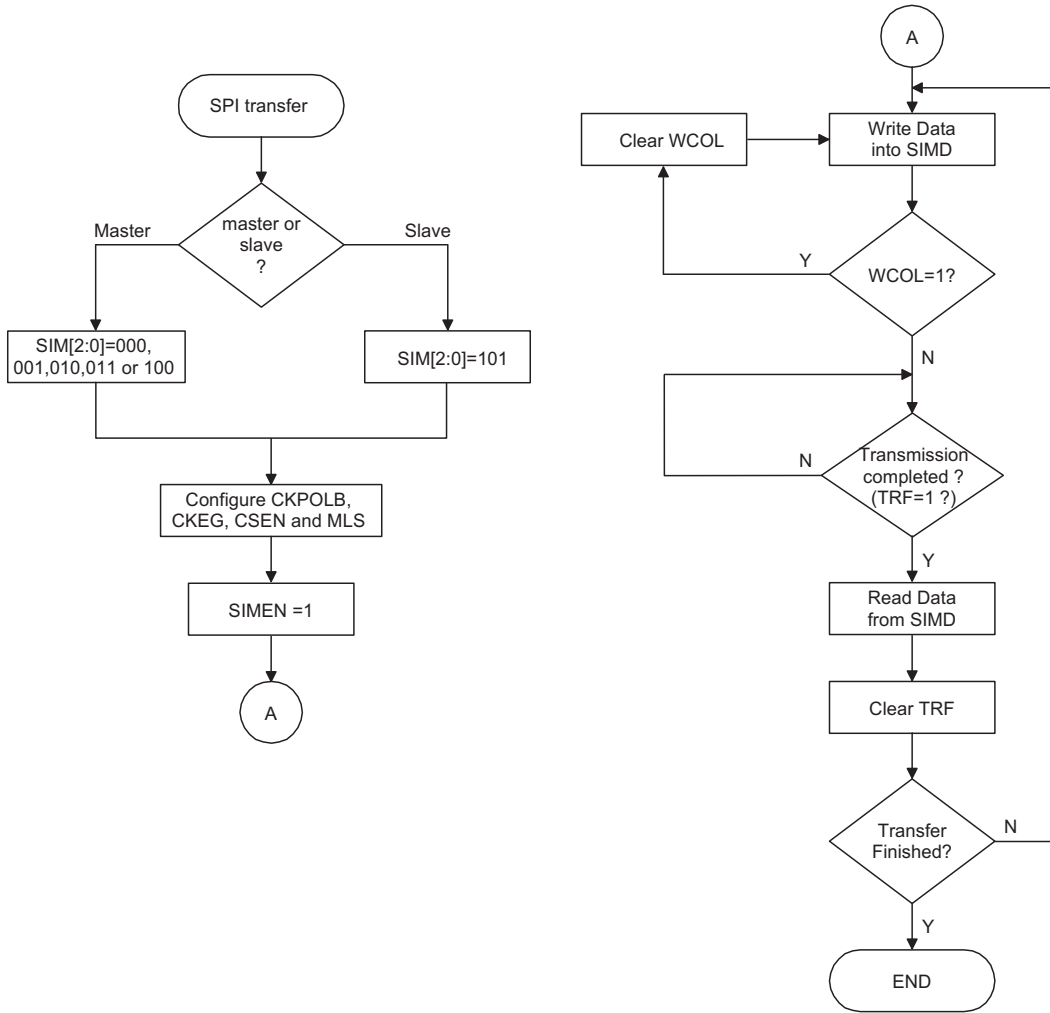 SPI transfer
master or
slave
?
Master
Slave
SIM[2:0]=000,
001,010,011 or 100
SIM[2:0]=101
Configure CKPOLB,
CKEG, CSEN and MLS
SIMEN =1
A
A
Write Data
into SIMD
Clear WCOL
WCOL=1?
Y
N
Transmission
completed ?
(TRF=1 ?)
N
Y
Read Data
from SIMD
Clear TRF
Transfer
Finished?
N
Y
END